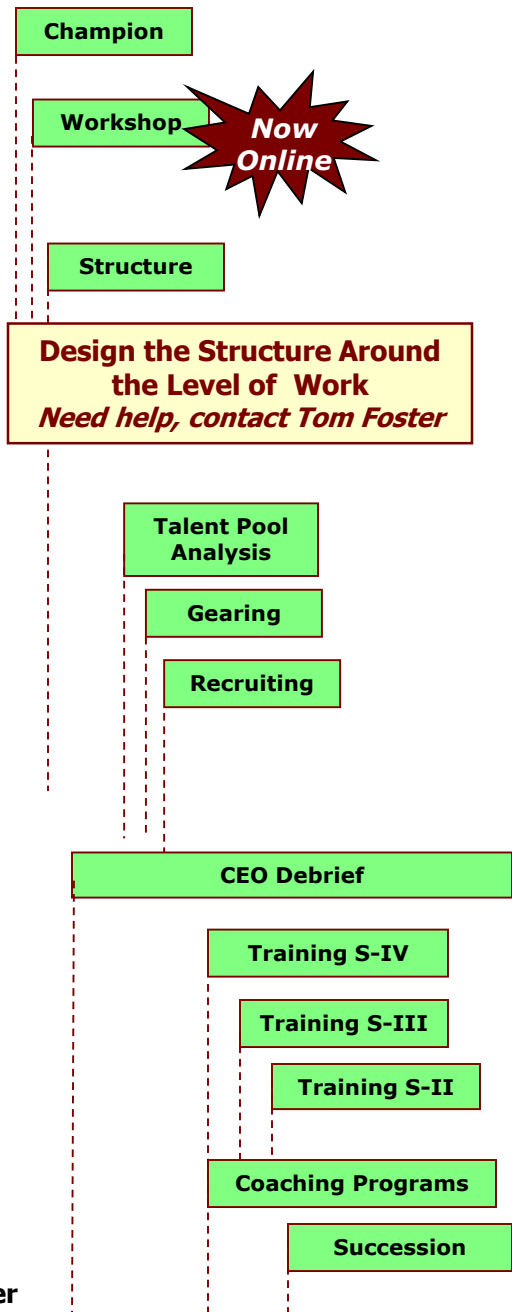 Champion
Workshop
Now
Online
Structure
Design the Structure Around
the Level of Work
Need help, contact Tom Foster
Talent Pool
Analysis
Gearing
Recruiting
CEO Debrief
Training S-IV
Training S-III
Training S-II
Coaching Programs
Succession
er